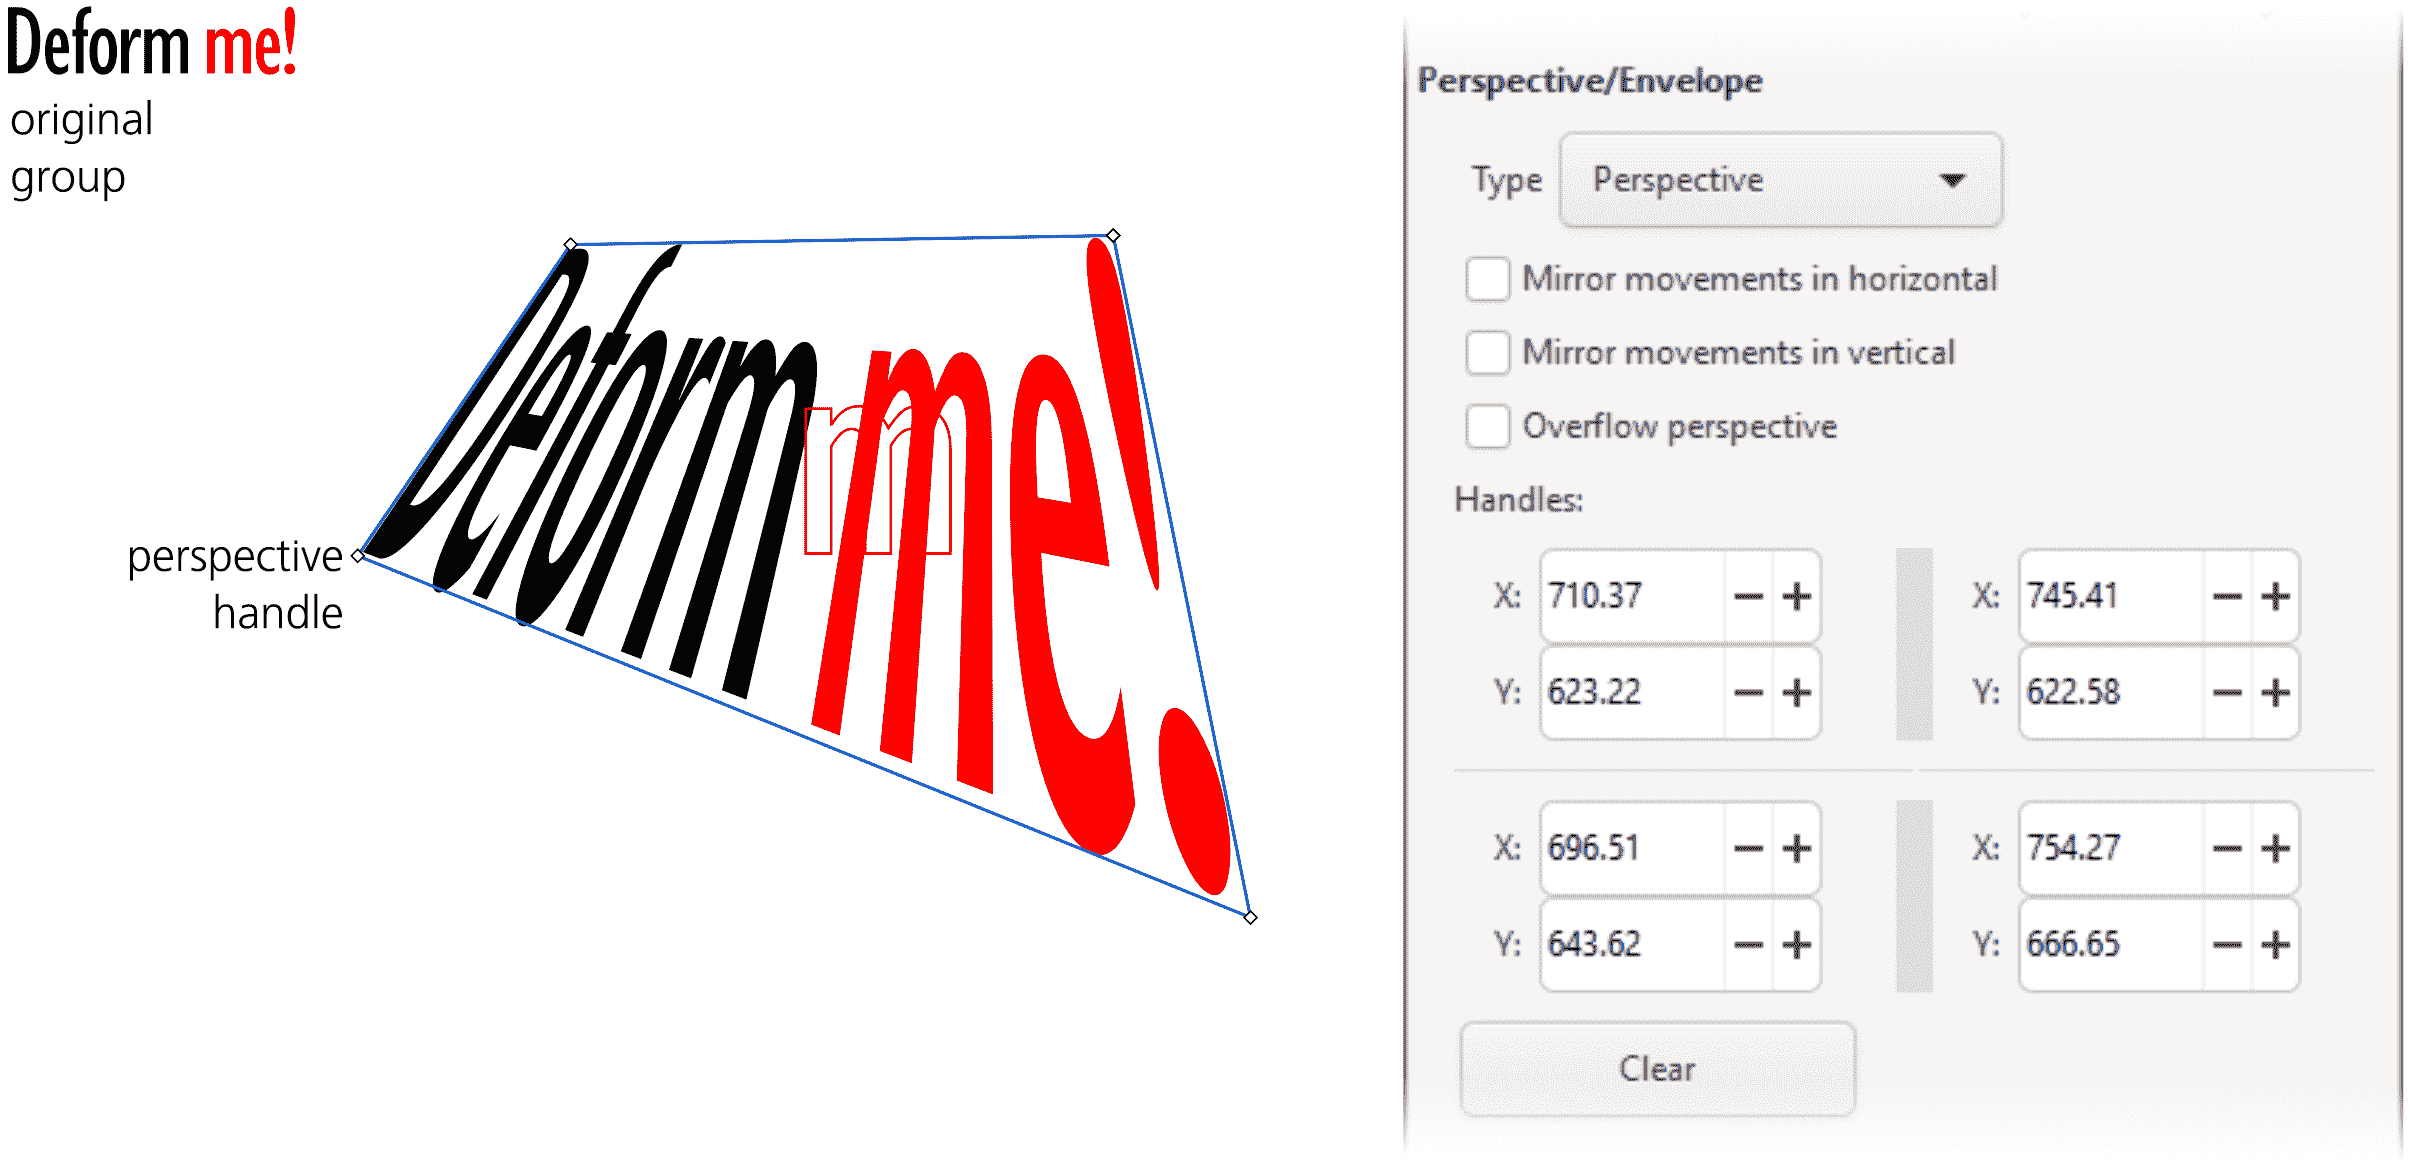 Deform me!
original
group
Deform me!
m
perspective
handle
Perspective/Envelope
Type Perspective
Mirror movements in horizontal
Mirror movements in vertical
Overflow perspective
Handles:
X: 710.37 − + X: 745.41 − +
Y: 623.22 − + Y: 622.58 − +
X: 696.51 − + X: 754.27 − +
Y: 643.62 − + Y: 666.65 − +
Clear